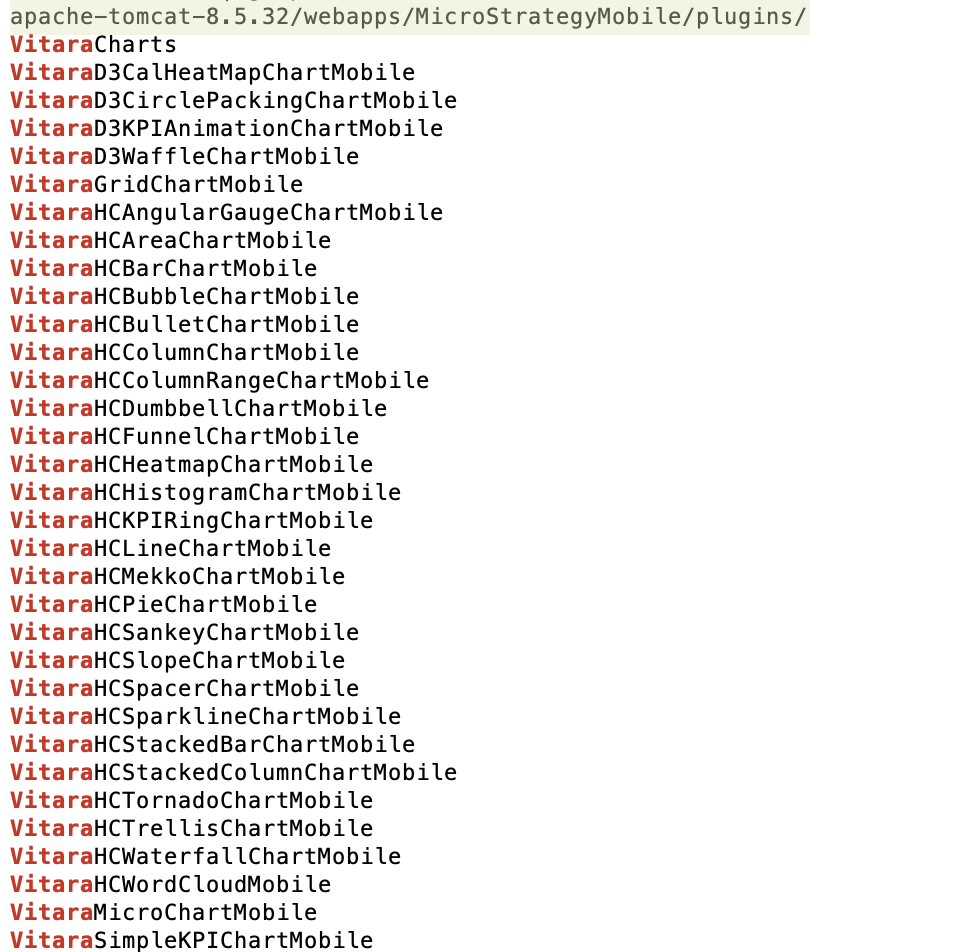 apache-tomcat-8.5.32/webapps/MicroStrategyMobile/plugins/
VitaraCharts
VitaraD3CalHeatMapChartMobile
VitaraD3CirclePackingChartMobile
VitaraD3KPIAnimationChartMobile
VitaraD3WaffleChartMobile
VitaraGridChartMobile
VitaraHCAngularGaugeChartMobile
VitaraHCAreaChartMobile
VitaraHCBarChartMobile
VitaraHCBubbleChartMobile
VitaraHCBulletChartMobile
VitaraHCColumnChartMobile
VitaraHCColumnRangeChartMobile
VitaraHCDumbbellChartMobile
VitaraHCFunnelChartMobile
VitaraHCHeatmapChartMobile
VitaraHCHistogramChartMobile
VitaraHCKPIRingChartMobile
VitaraHCLineChartMobile
VitaraHCMekkoChartMobile
VitaraHCPieChartMobile
VitaraHCSankeyChartMobile
VitaraHCSlopeChartMobile
VitaraHCSpacerChartMobile
VitaraHCSparklineChartMobile
VitaraHCStackedBarChartMobile
VitaraHCStackedColumnChartMobile
VitaraHCTornadoChartMobile
VitaraHCTrellisChartMobile
VitaraHCWaterfallChartMobile
VitaraHCWordCloudMobile
VitaraMicroChartMobile
VitaraSimpleKPIChartMobile